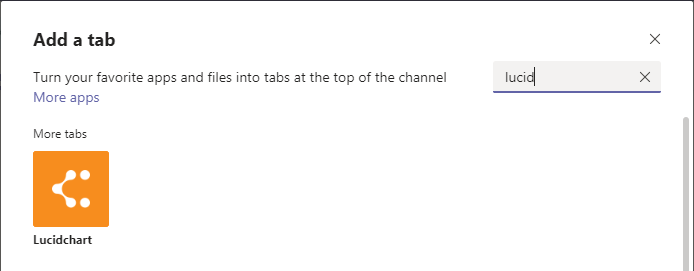 Add a tab
Turn your favorite apps and files into tabs at the top of the channel
lucid
More apps
More tabs
Lucidchart